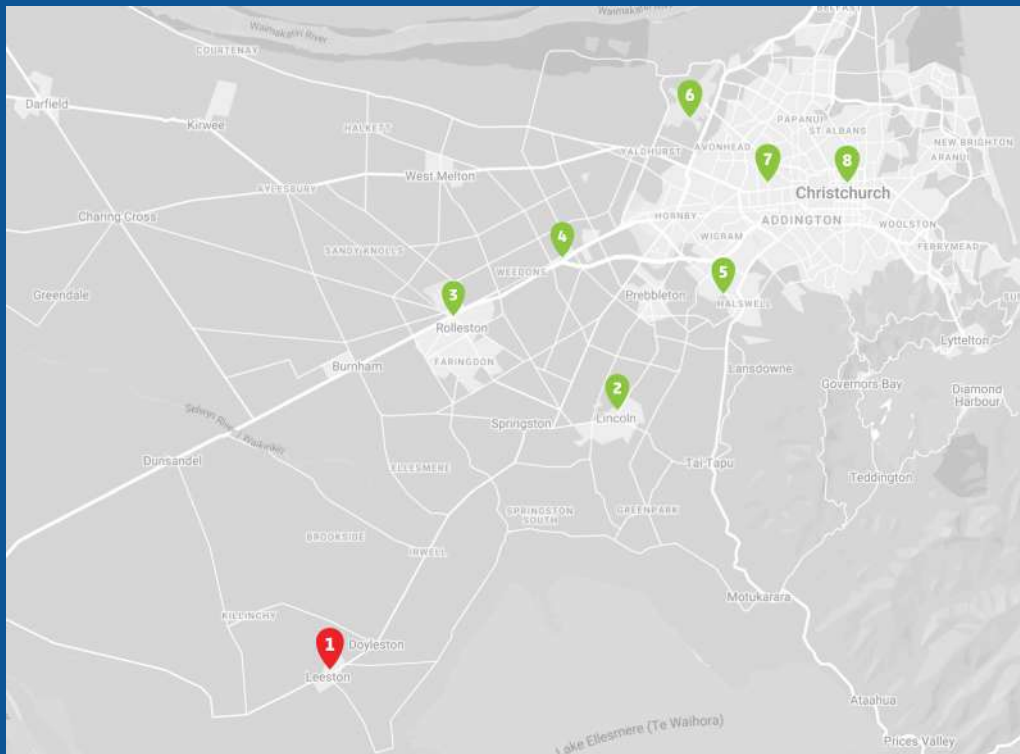 BELFAST
Waimakariri River
Waimakariri River
COURTENAY
Darfield
Kirwee
HALKETT
6
PAPANUI
ST ALBANS
NEW BRIGHTON
YALDHURST
AVONHEAD
7
8
ARANUI
West Melton
AYLESBURY
Christchurch
Charing Cross
HORNBY
ADDINGTON
WOOLSTON
4
WIGRAM
FERRYMEAD
SANDY KNOLLS
WEEDONS
5
Greendale
3
Prebbleton
HALSWELL
Rolleston
Lyttelton
Burnham
FARINGDON
Lansdowne
Governors Bay
Diamond
Harbour
2
Lincoln
Springston
Selwyn River / Waikirikiri
Dunsandel
ELLESMERE
Tai Tapu
Teddington
SPRINGSTON
SOUTH
GREENPARK
BROOKSIDE
IRWELL
Motukarara
KILLINCHY
1
Doyleston
Leeston
Ataahua
Lake Ellesmere (Te Waihora)
Prices Valley